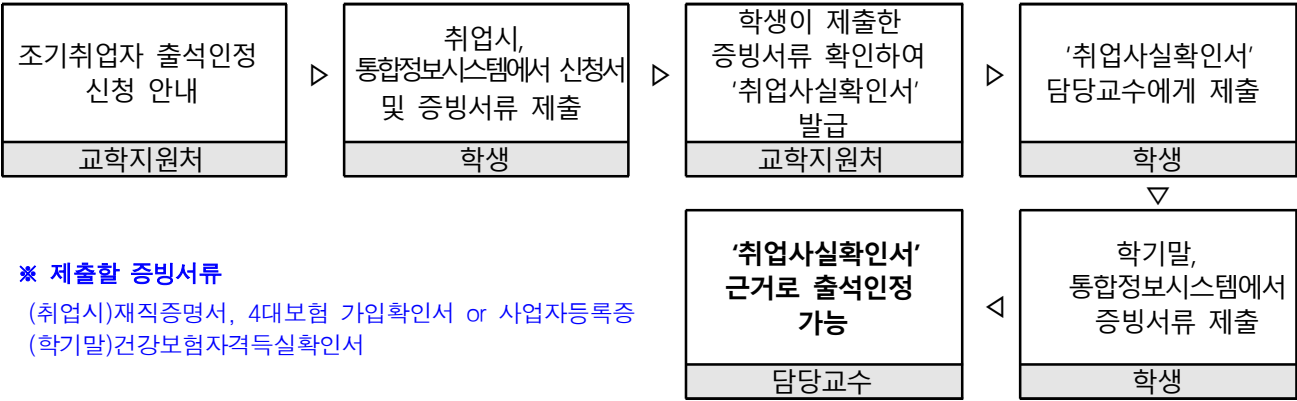 조기취업자 출석인정
신청 안내
교학지원처
▷
취업시,
통합정보시스템에서 신청서
및 증빙서류 제출
학생
▷
학생이 제출한
증빙서류 확인하여
'취업사실확인서'
발급
교학지원처
▷
'취업사실확인서'
담당교수에게 제출
학생
▽
학기말,
통합정보시스템에서
증빙서류 제출
학생
◁
'취업사실확인서'
근거로 출석인정
가능
담당교수
※ 제출할 증빙서류
(취업시)재직증명서, 4대보험 가입확인서 or 사업자등록증
(학기말)건강보험자격득실확인서